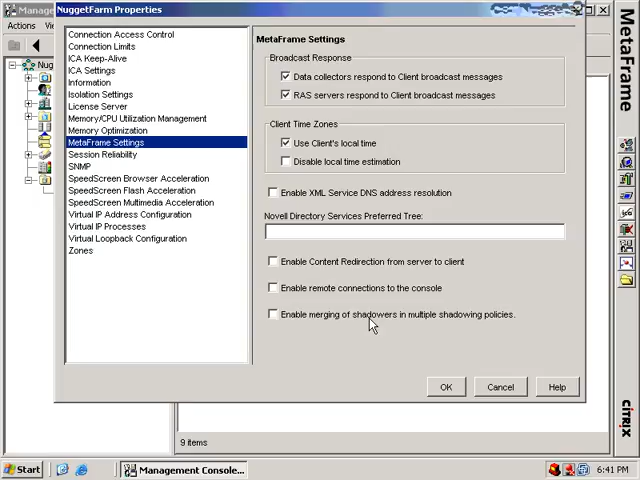 Manage
NuggetFarm Properties
Actions
Nug
Connection Access Control
Connection Limits
ICA Keep-Alive
ICA Settings
Information
Isolation Settings
License Server
Memory/CPU Utilization Management
Memory Optimization
MetaFrame Settings
Session Reliability
SNMP
SpeedScreen Browser Acceleration
SpeedScreen Flash Acceleration
SpeedScreen Multimedia Acceleration
Virtual IP Address Configuration
Virtual IP Processes
Virtual Loopback Configuration
Zones
MetaFrame Settings
Broadcast Response
Data collectors respond to Client broadcast messages
RAS servers respond to Client broadcast messages
Client Time Zones
Use Client's local time
Disable local time estimation
Enable XML Service DNS address resolution
Novell Directory Services Preferred Tree:
Enable Content Redirection from server to client
Enable remote connections to the console
Enable merging of shadowers in multiple shadowing policies.
OK
Cancel
Help
MetaFrame
CITRIX
9 items
Start
Management Console...
6:41 PM